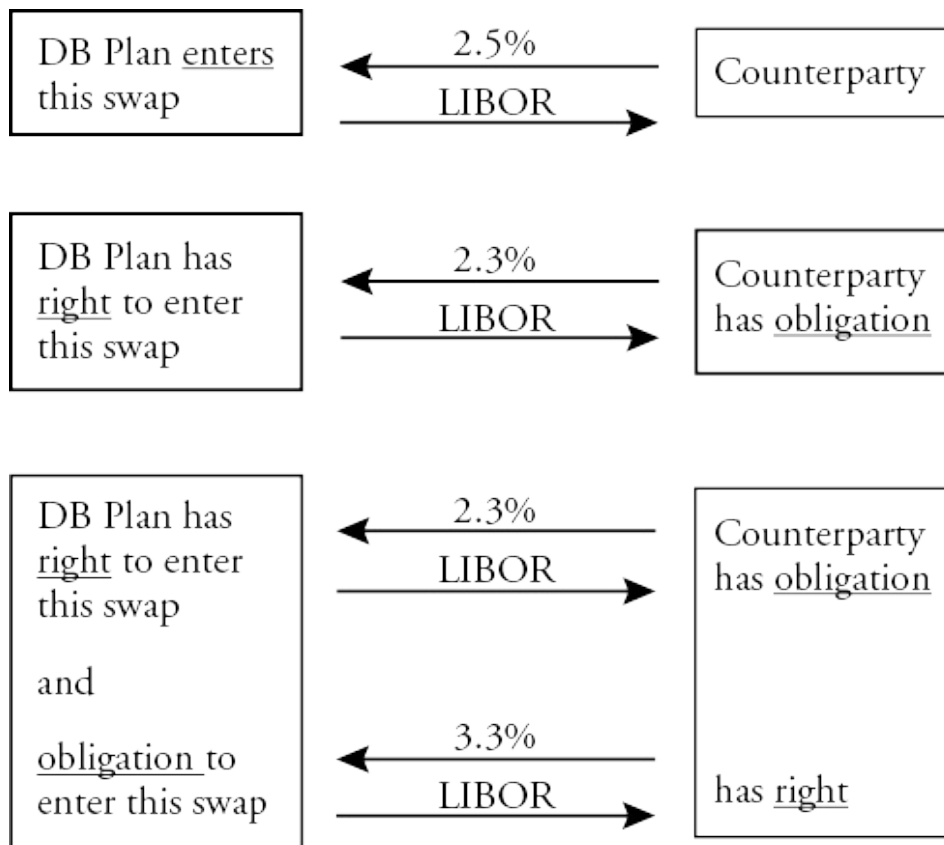 DB Plan enters
this swap
2.5%
LIBOR
Counterparty
DB Plan has
right to enter
this swap
2.3%
LIBOR
Counterparty
has obligation
DB Plan has
right to enter
this swap
and
obligation to
enter this swap
2.3%
LIBOR
3.3%
LIBOR
Counterparty
has obligation
has right